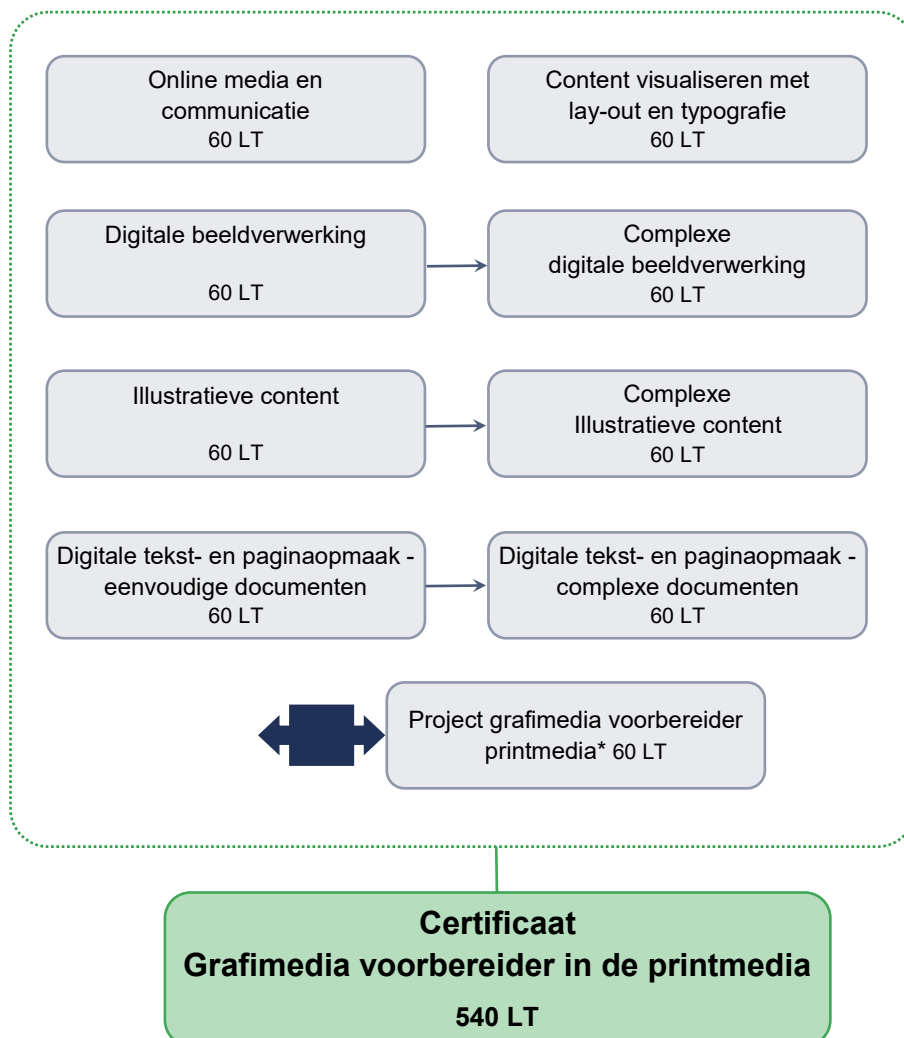 Online media en
communicatie
60 LT
Content visualiseren met
lay-out en typografie
60 LT
Digitale beeldverwerking
60 LT
Complexe
digitale beeldverwerking
60 LT
Illustratieve content
60 LT
Complexe
Illustratieve content
60 LT
Digitale tekst- en paginaopmaak -
eenvoudige documenten
60 LT
Digitale tekst- en paginaopmaak -
complexe documenten
60 LT
Project grafimedia voorbereider
printmedia* 60 LT
Certificaat
Grafimedia voorbereider in de printmedia
540 LT